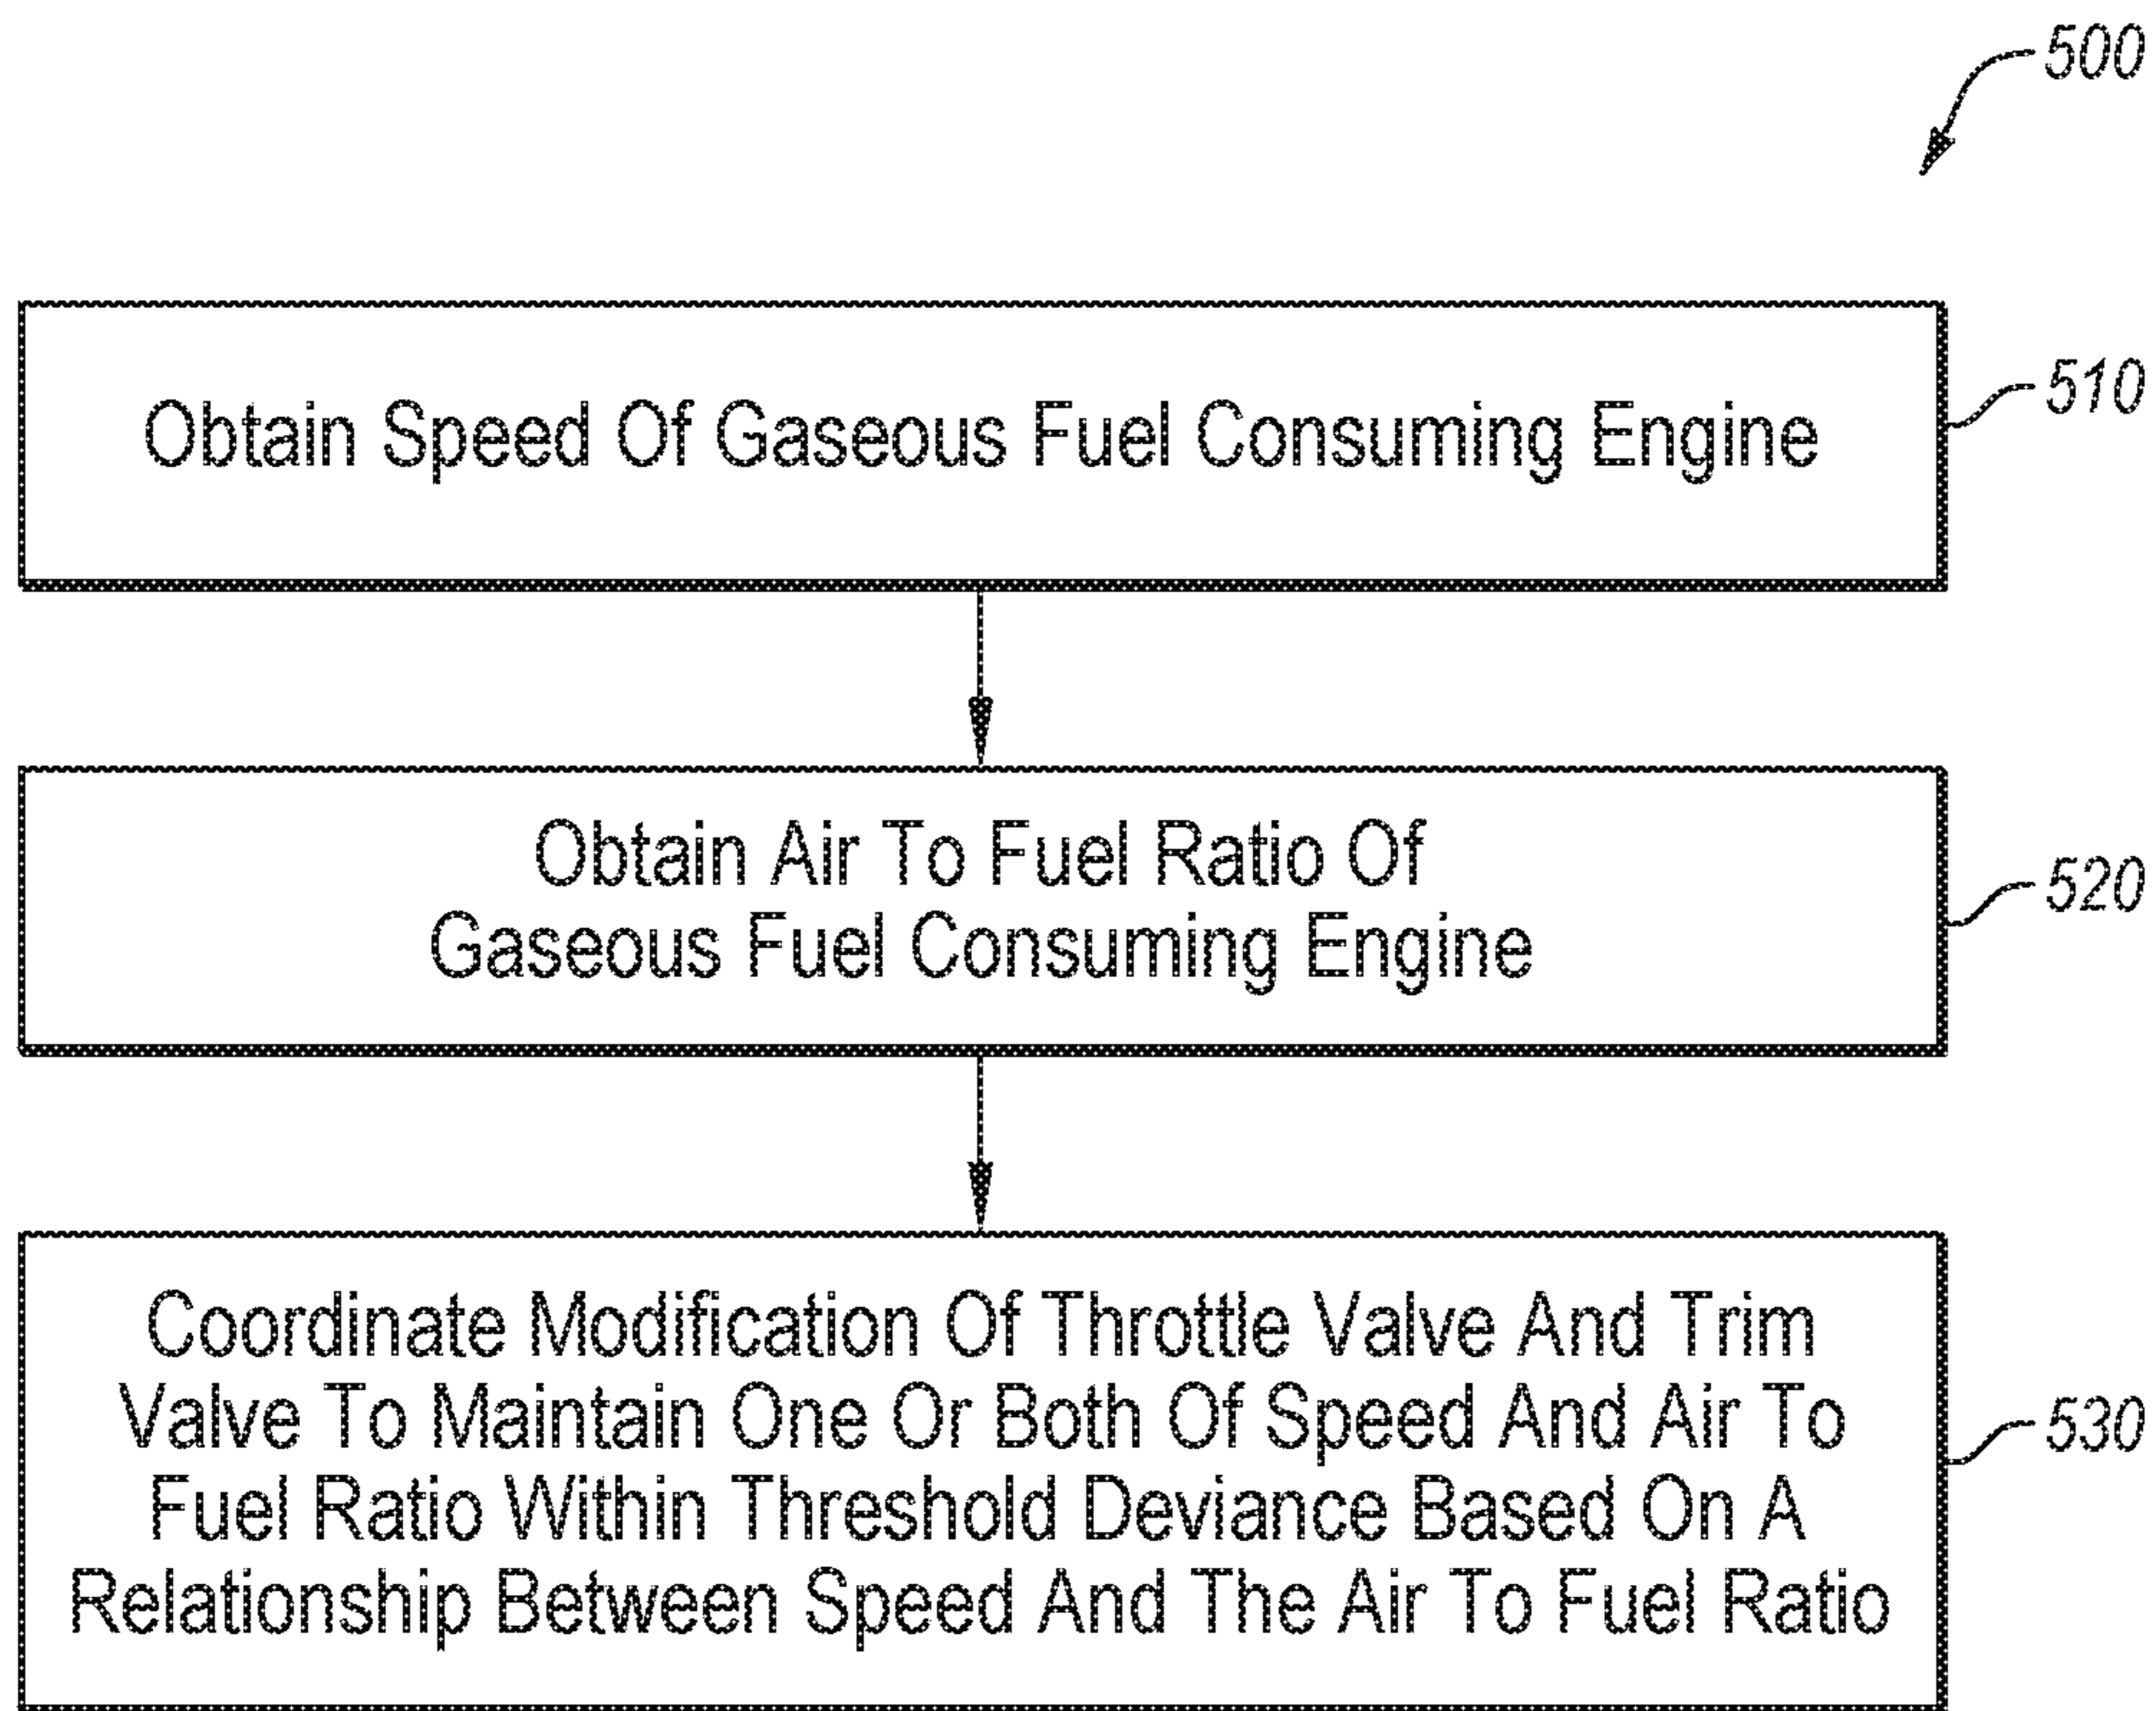 500
Obtain Speed Of Gaseous Fuel Consuming Engine
510
Obtain Air To Fuel Ratio Of
Gaseous Fuel Consuming Engine
520
Coordinate Modification Of Throttle Valve And Trim
Valve To Maintain One Or Both Of Speed And Air To
Fuel Ratio Within Threshold Deviance Based On A
Relationship Between Speed And The Air To Fuel Ratio
530